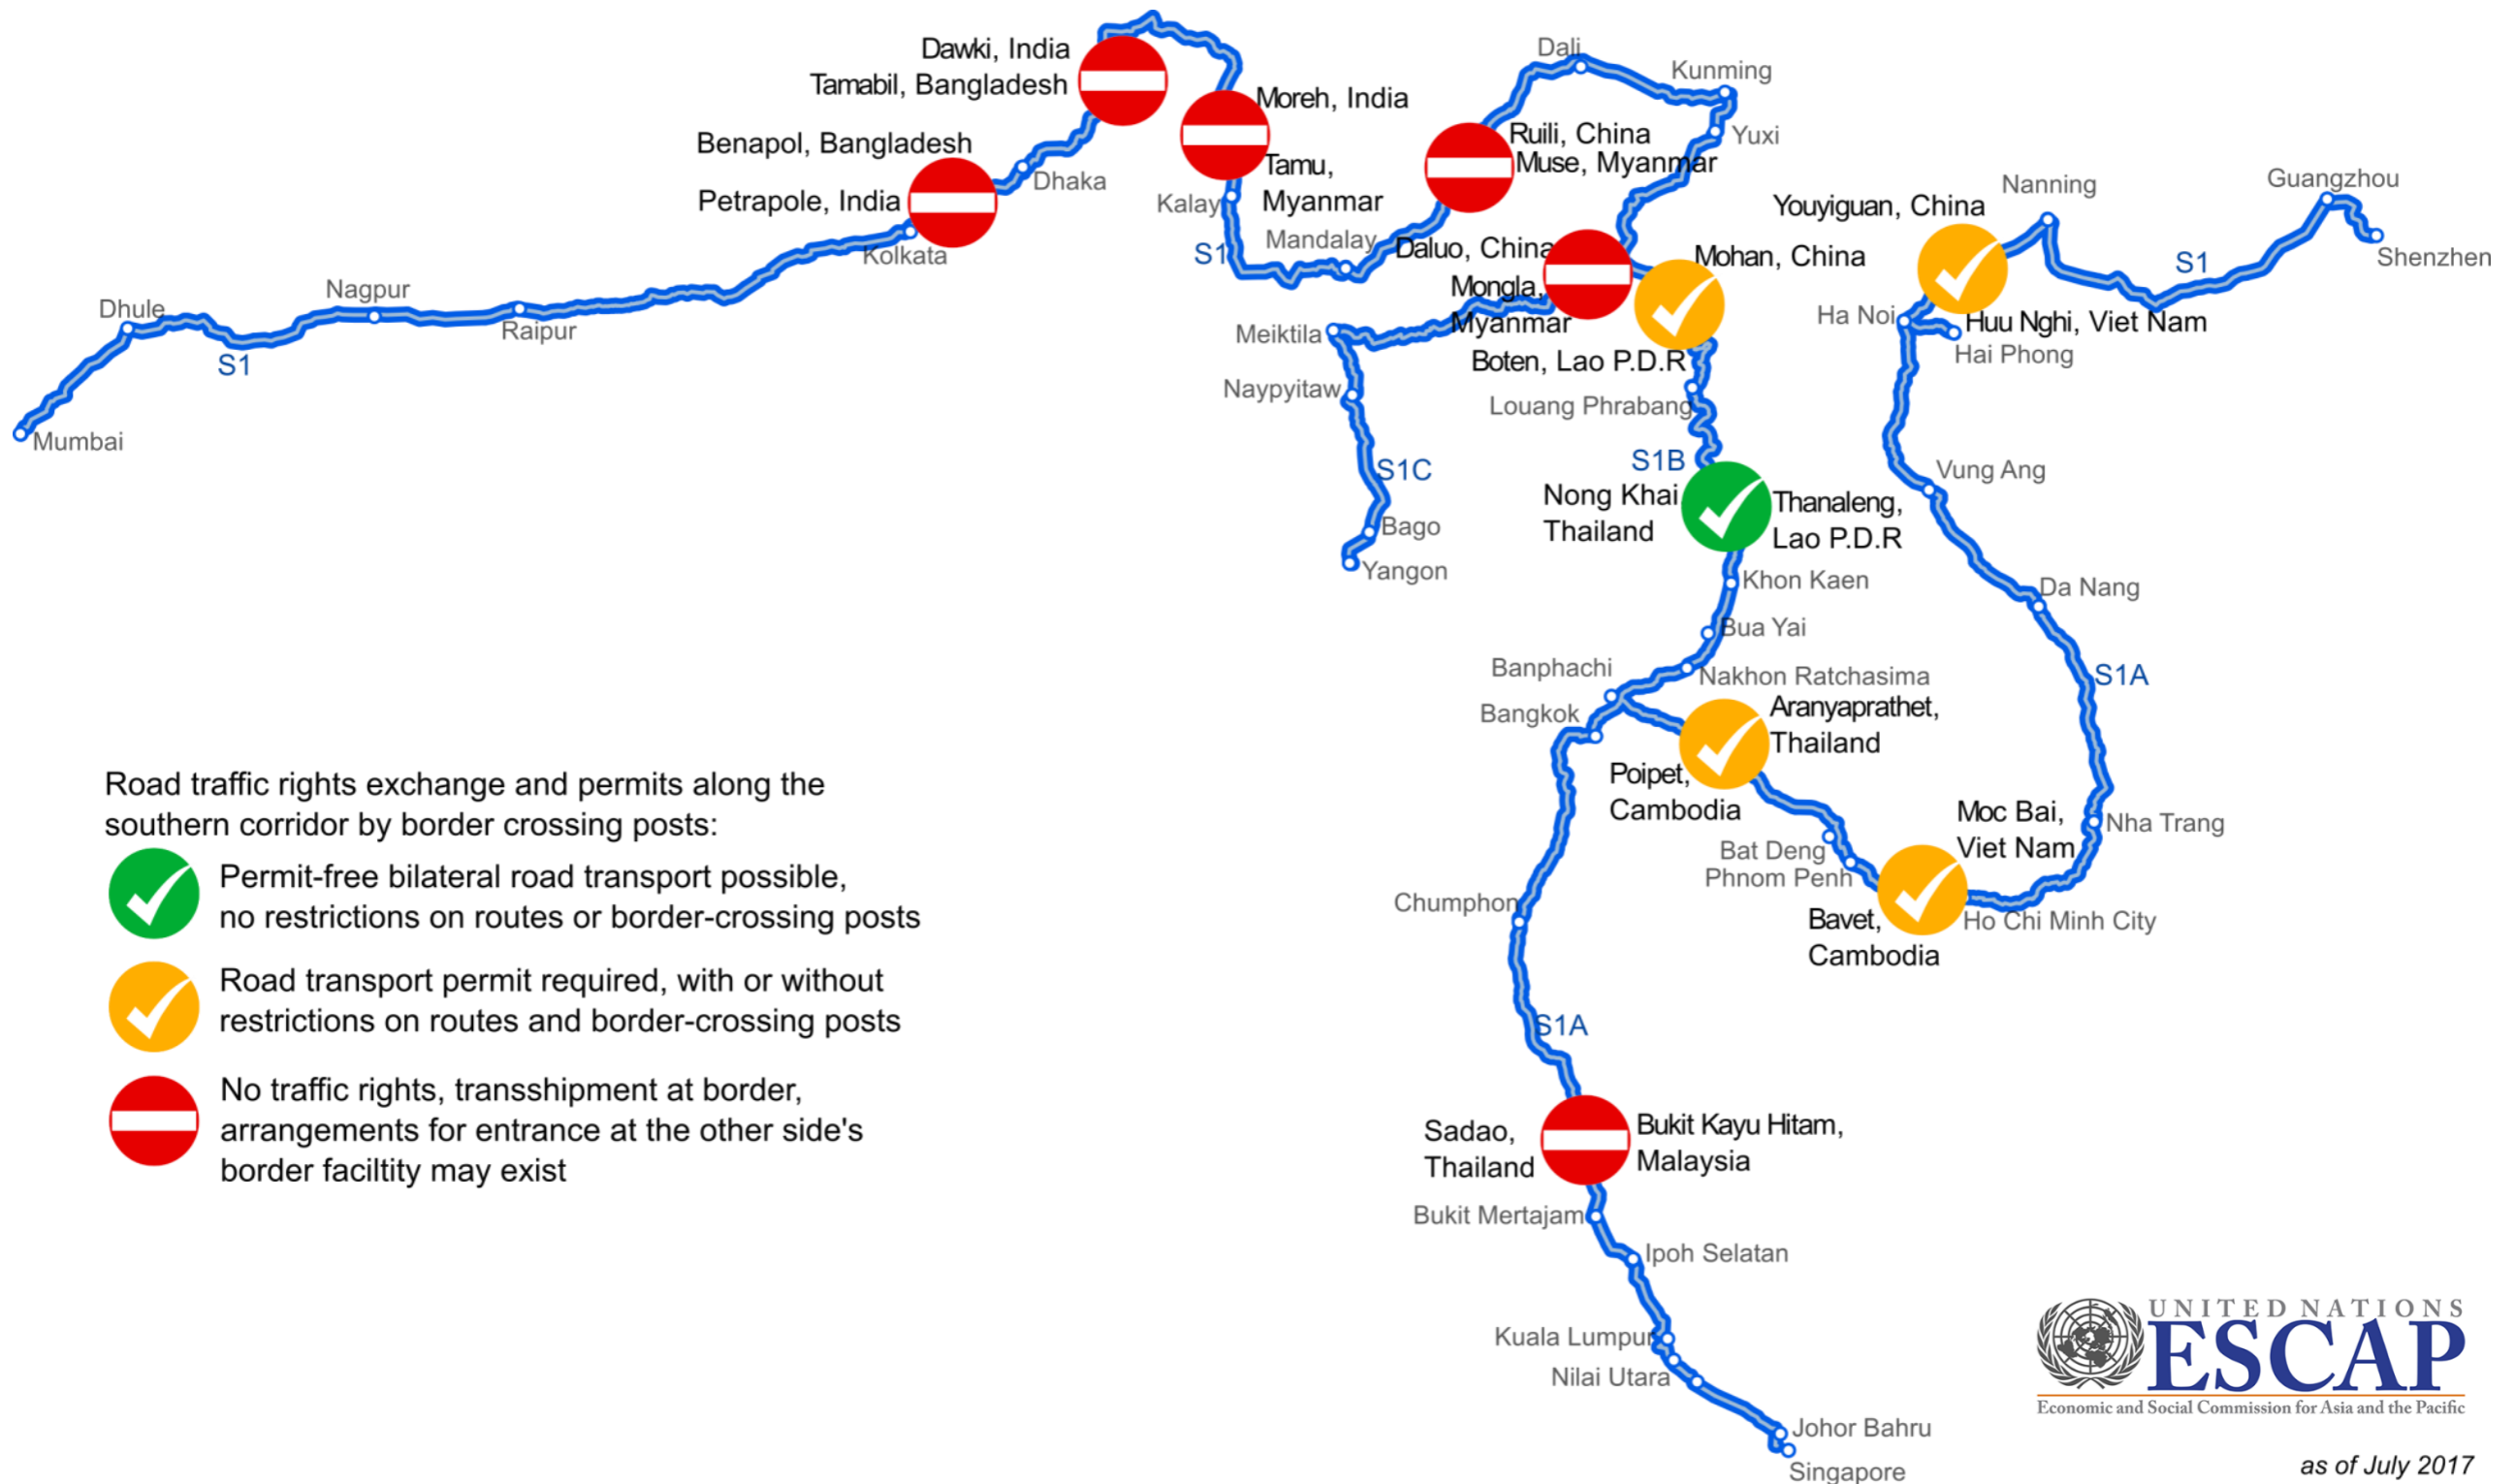 Dawki, India
Tamabil, Bangladesh
Benapol, Bangladesh
Petrapole, India
Dhaka
Kolkata
Moreh, India
Tamu,
Myanmar
Kalay
S1
Mandalay
Dali
Kunming
Yuxi
Ruili, China
Muse, Myanmar
Daluo, China
Mongla,
Myanmar
Mohan, China
Boten, Lao P.D.R
Youyiguan, China
Nanning
Guangzhou
Shenzhen
S1
Ha Noi
Huu Nghi, Viet Nam
Hai Phong
Dhule
Nagpur
Raipur
S1
Mumbai
Meiktila
Naypyitaw
S1C
Bago
Yangon
Louang Phrabang
S1B
Nong Khai
Thailand
Thanaleng,
Lao P.D.R
Vung Ang
Khon Kaen
Da Nang
Bua Yai
Banphachi
Nakhon Ratchasima
S1A
Bangkok
Aranyaprathet,
Thailand
Poipet,
Cambodia
Moc Bai,
Viet Nam
Nha Trang
Bat Deng
Phnom Penh
Bavet,
Cambodia
Ho Chi Minh City
Chumphon
S1A
Sadao,
Thailand
Bukit Kayu Hitam,
Malaysia
Bukit Mertajam
Ipoh Selatan
Kuala Lumpur
Nilai Utara
Johor Bahru
Singapore
Road traffic rights exchange and permits along the
southern corridor by border crossing posts:
Permit-free bilateral road transport possible,
no restrictions on routes or border-crossing posts
Road transport permit required, with or without
restrictions on routes and border-crossing posts
No traffic rights, transshipment at border,
arrangements for entrance at the other side's
border faciltity may exist
UNITED NATIONS
ESCAP
Economic and Social Commission for Asia and the Pacific
as of July 2017